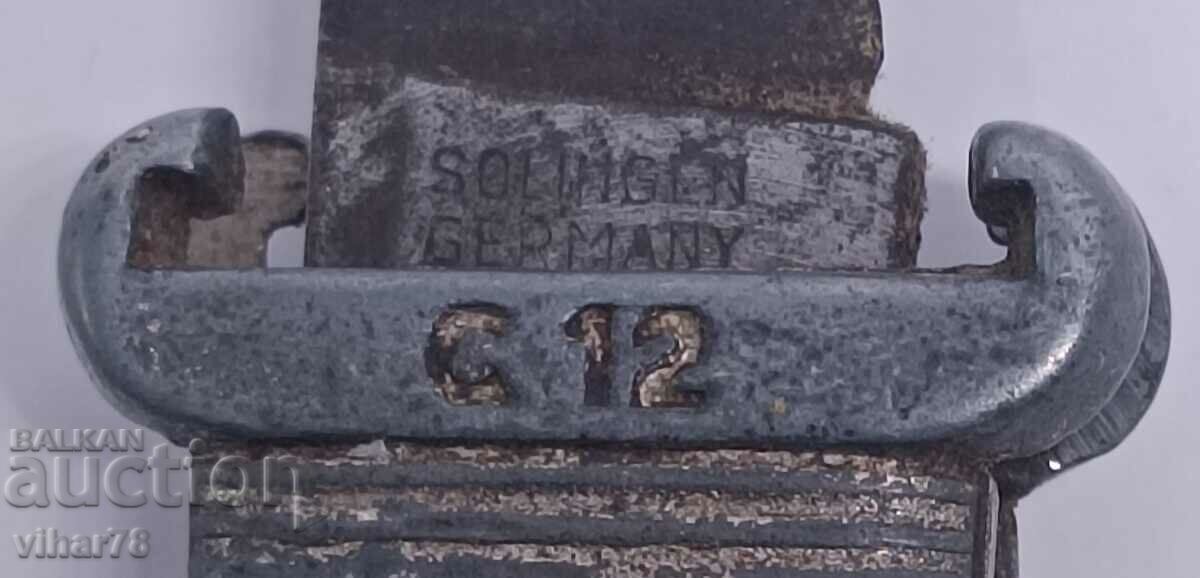 SOLINGEN
GERMANY
C 12
BALKAN
auction
vihar78